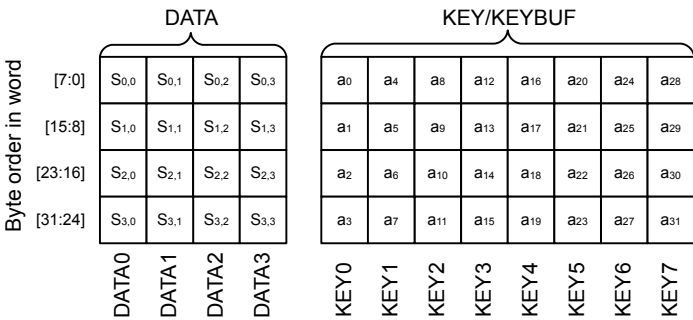 DATA KEY/KEYBUF
Byte order in word
[7:0] S0,0 S0,1 S0,2 S0,3 a0 a4 a8 a12 a16 a20 a24 a28
[15:8] S1,0 S1,1 S1,2 S1,3 a1 a5 a9 a13 a17 a21 a25 a29
[23:16] S2,0 S2,1 S2,2 S2,3 a2 a6 a10 a14 a18 a22 a26 a30
[31:24] S3,0 S3,1 S3,2 S3,3 a3 a7 a11 a15 a19 a23 a27 a31
DATA0 DATA1 DATA2 DATA3 KEY0 KEY1 KEY2 KEY3 KEY4 KEY5 KEY6 KEY7